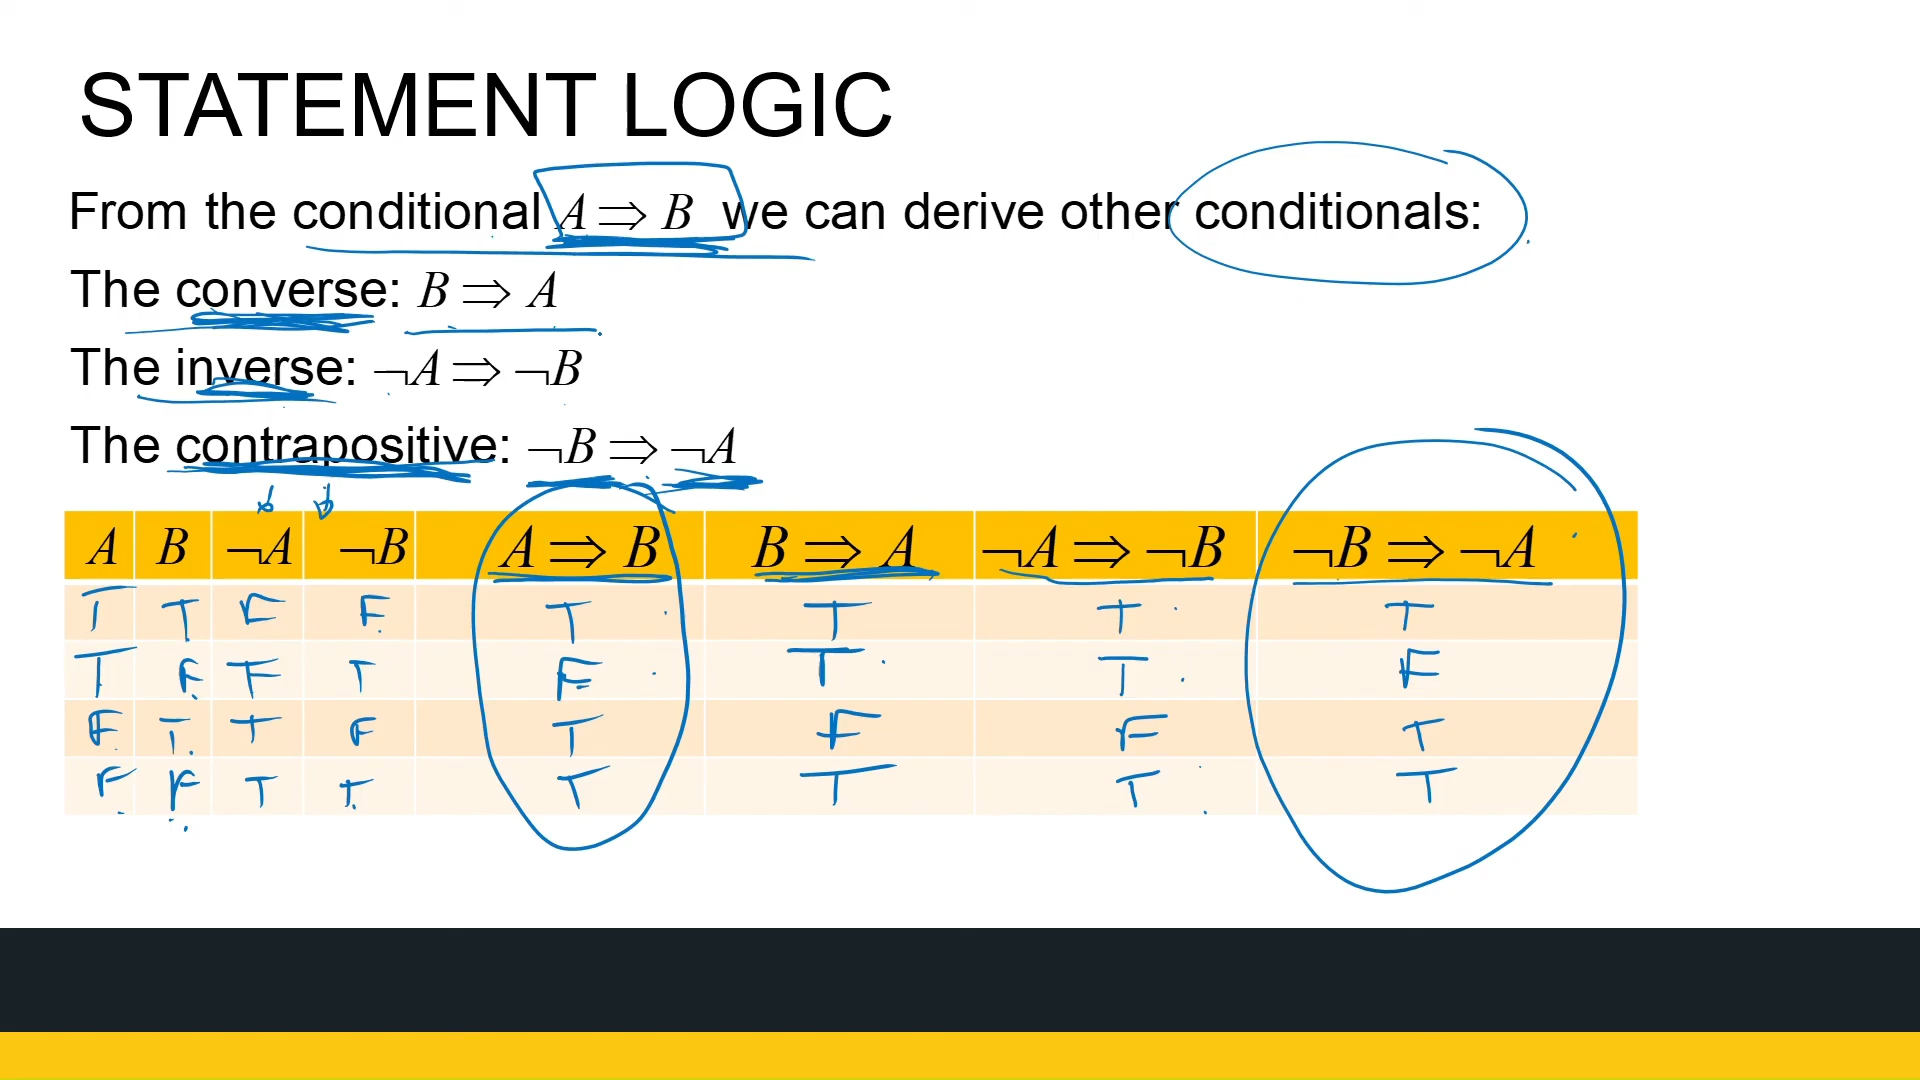 STATEMENT LOGIC
From the conditional A ⇒ B we can derive other conditionals:
The converse: B ⇒ A
The inverse: ¬A ⇒ ¬B
The contrapositive: ¬B ⇒ ¬A
A B ¬A ¬B A ⇒ B B ⇒ A ¬A ⇒ ¬B ¬B ⇒ ¬A
T T F F T T T T
T F F T F T T F
F T T F T F F T
F F T T T T T T